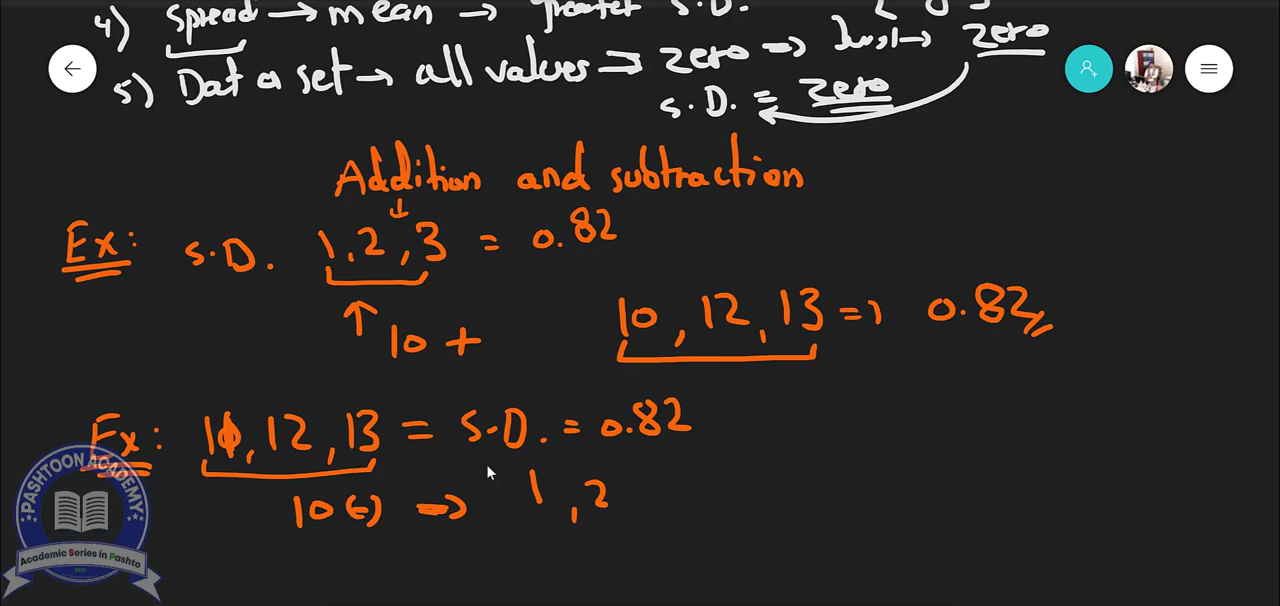 4) spread → mean → greater S.D.
5) Data set → all values → zero → → zero
S.D. = zero
Addition and subtraction
Ex: S.D. 1,2,3 = 0.82
10 +
10, 12, 13 => 0.82
Ex: 11, 12, 13 = S.D. = 0.82
10 (-) → 1, 2
PASHTOON ACADEMY
Academic Series in Pashto